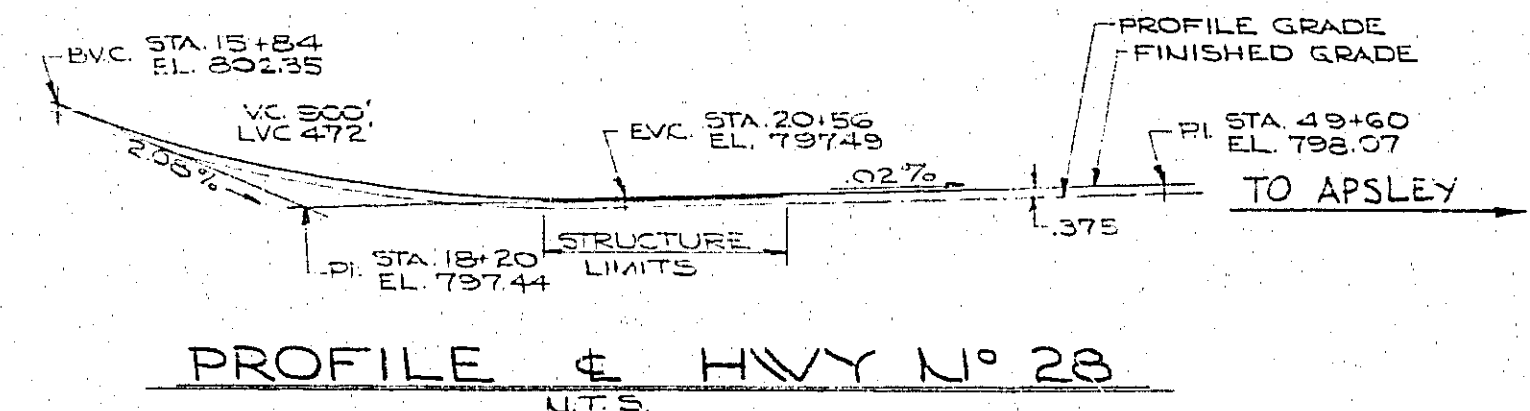 B.V.C. STA. 15+84
EL. 802.35
V.C. 900'
LVC 472'
2.08%
P.I. STA. 18+20
EL. 797.44
E.V.C. STA. 20+56
EL. 797.49
STRUCTURE
LIMITS
.02%
PROFILE GRADE
FINISHED GRADE
P.I. STA. 49+60
EL. 798.07
TO APSLEY
.375
PROFILE ℄ HWY Nº 28
N.T.S.